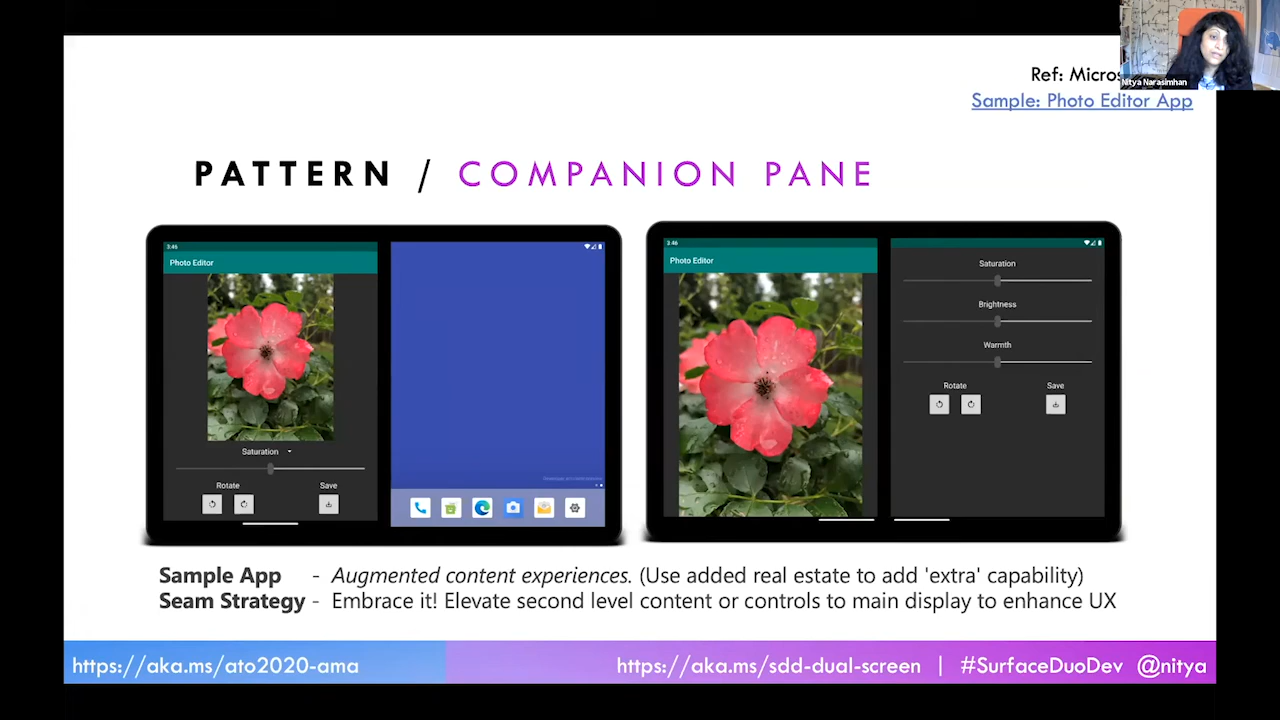 Nitya Narasimhan
Ref: Micros
Sample: Photo Editor App
PATTERN / COMPANION PANE
3:46
Photo Editor
Saturation
Rotate
Save
3:46
Photo Editor
Saturation
Brightness
Warmth
Rotate
Save
Sample App - Augmented content experiences. (Use added real estate to add 'extra' capability)
Seam Strategy - Embrace it! Elevate second level content or controls to main display to enhance UX
https://aka.ms/ato2020-ama
https://aka.ms/sdd-dual-screen | #SurfaceDuoDev @nitya